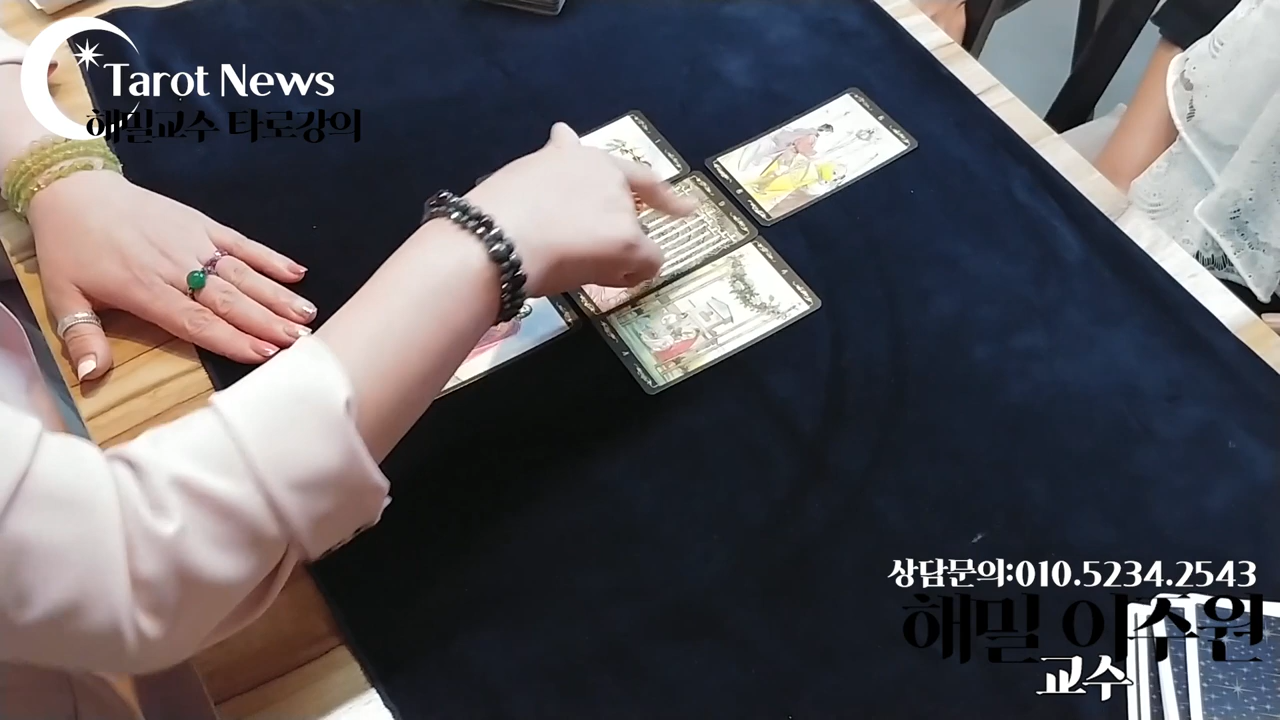 Tarot News
해밀교수 타로강의
상담문의:010.5234.2543
해밀 이수원
교수